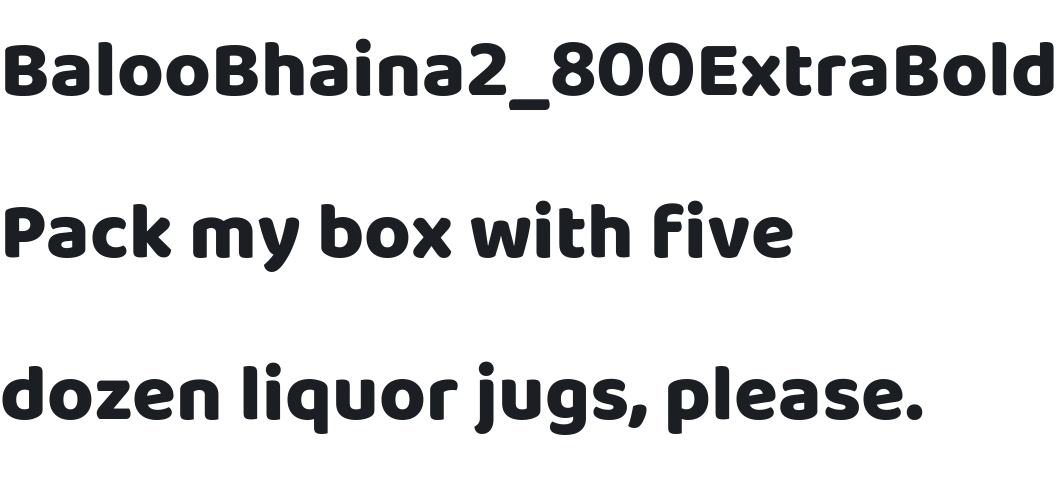 BalooBhaina2_800ExtraBold
Pack my box with five
dozen liquor jugs, please.